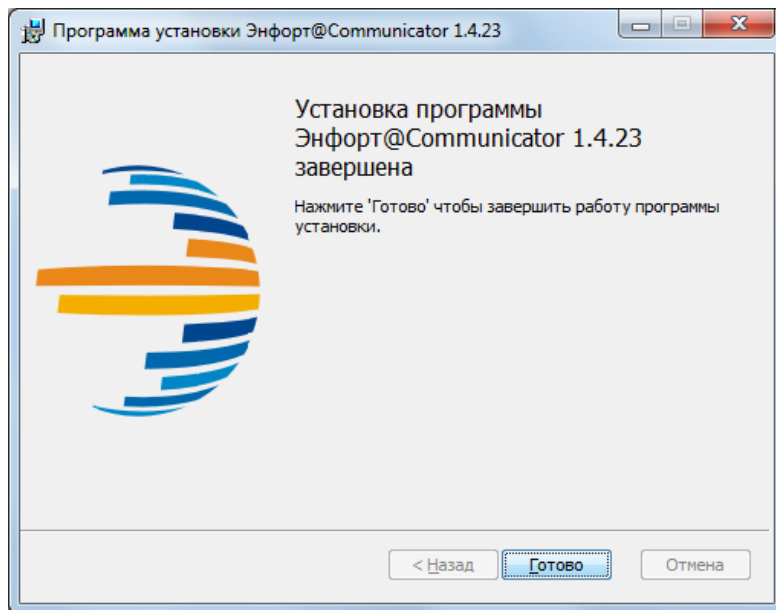 Программа установки Энфорт@Communicator 1.4.23
Установка программы
Энфорт@Communicator 1.4.23
завершена
Нажмите 'Готово' чтобы завершить работу программы
установки.
< Назад Готово Отмена